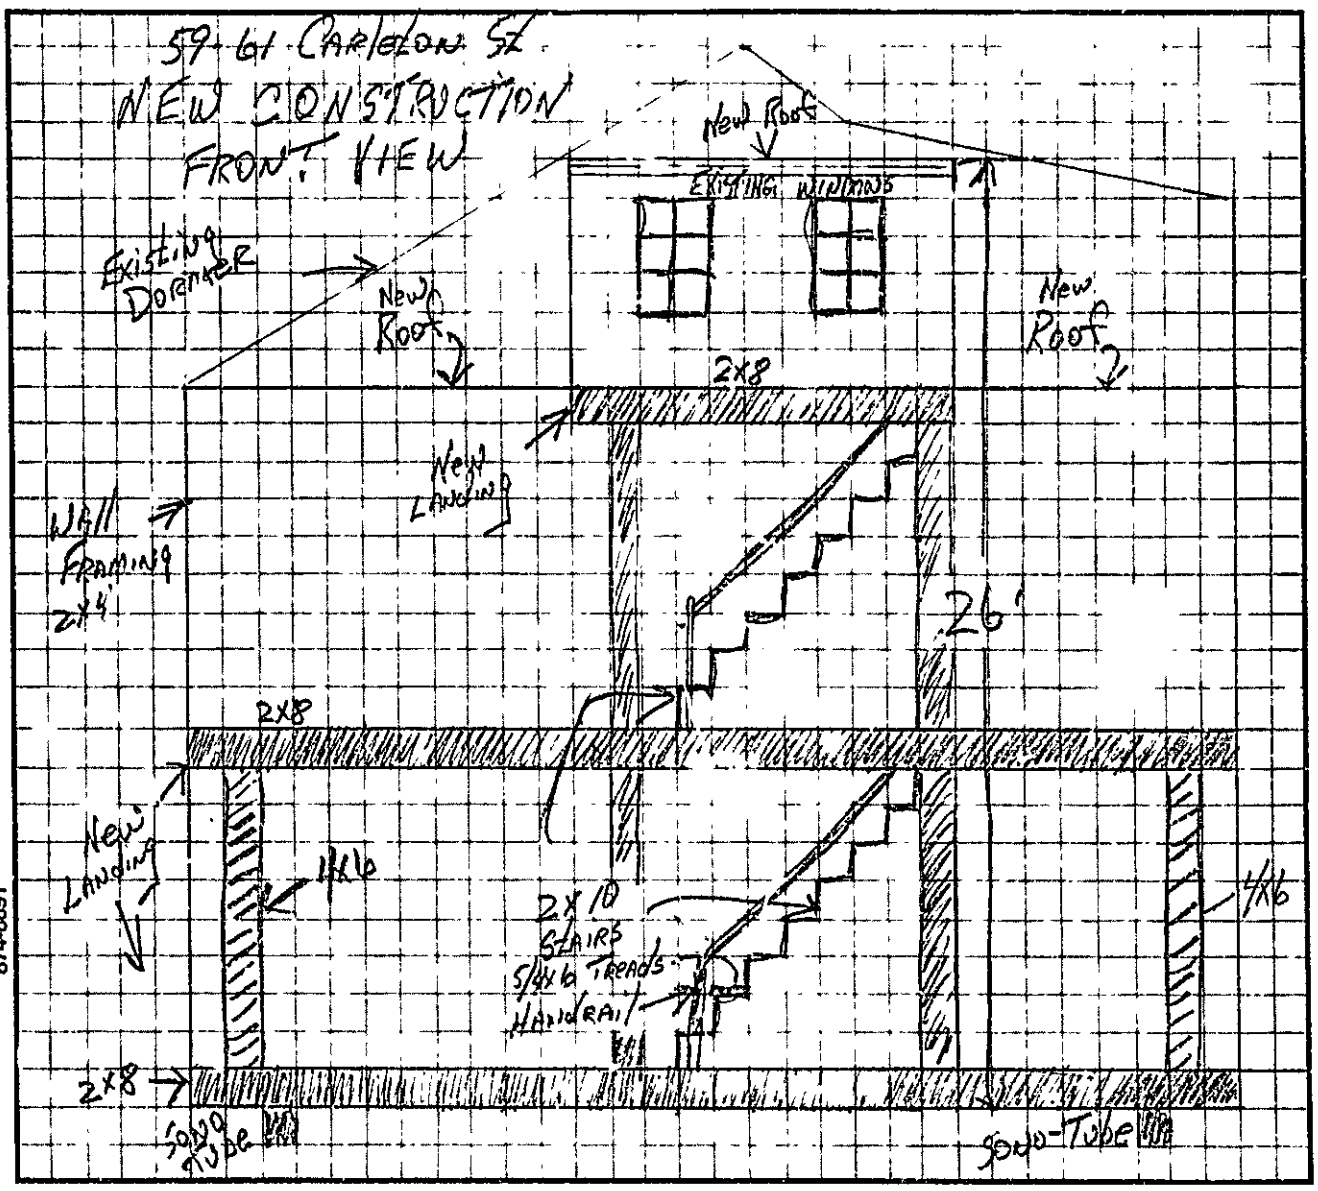 59-61 CARleton St
NEW CONSTRUCTION
FRONT VIEW
New Roof
EXISTING WINDOWS
Existing
DORMER
New
Roof
New
Roof
2x8
New
LANDING
WAll
FRAMING
2x4
26'
2x8
New
LANDING
4x6
2x10
STAIRS
5/4x6 TREADS
HANDRAIl
4x6
2x8
SONO
TUbe
SONO-Tube